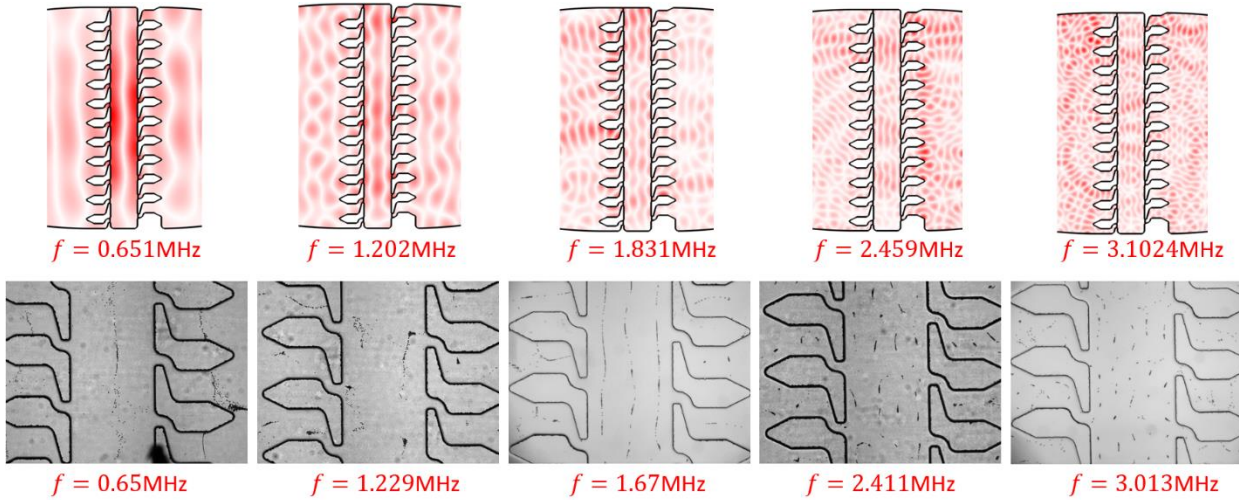 f = 0.651MHz
f = 1.202MHz
f = 1.831MHz
f = 2.459MHz
f = 3.1024MHz
f = 0.65MHz
f = 1.229MHz
f = 1.67MHz
f = 2.411MHz
f = 3.013MHz